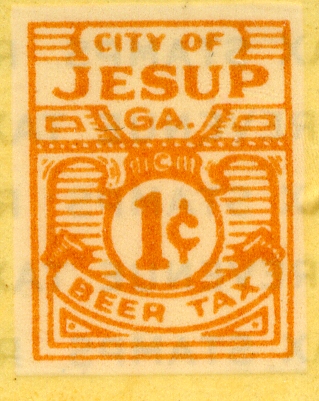 CITY OF
JESUP
GA.
C
1¢
BEER TAX